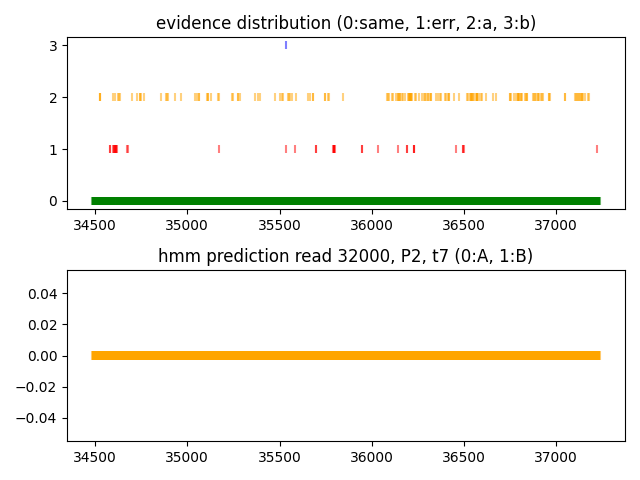 evidence distribution (0:same, 1:err, 2:a, 3:b)
3
2
1
0
34500 35000 35500 36000 36500 37000
hmm prediction read 32000, P2, t7 (0:A, 1:B)
0.04
0.02
0.00
−0.02
−0.04
34500 35000 35500 36000 36500 37000